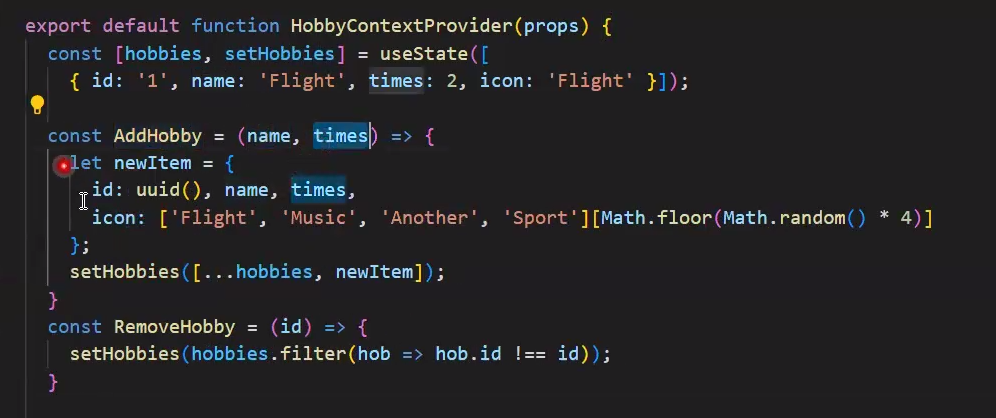 export default function HobbyContextProvider(props) {
const [hobbies, setHobbies] = useState([
{ id: '1', name: 'Flight', times: 2, icon: 'Flight' }]);
const AddHobby = (name, times) => {
let newItem = {
id: uuid(), name, times,
icon: ['Flight', 'Music', 'Another', 'Sport'][Math.floor(Math.random() * 4)]
};
setHobbies([...hobbies, newItem]);
}
const RemoveHobby = (id) => {
setHobbies(hobbies.filter(hob => hob.id !== id));
}